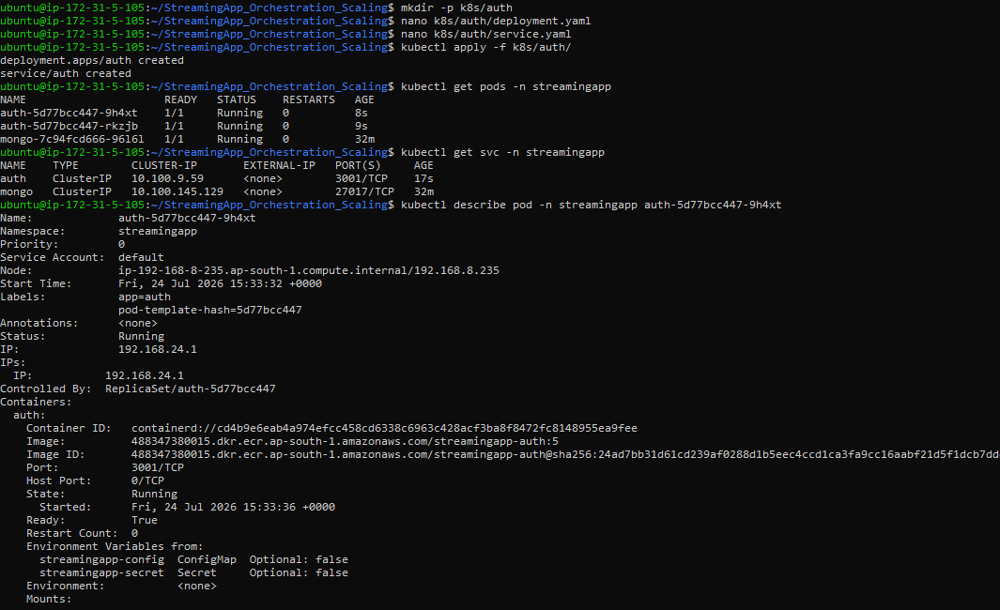 ubuntu@ip-172-31-5-105:~/StreamingApp_Orchestration_Scaling$ mkdir -p k8s/auth
ubuntu@ip-172-31-5-105:~/StreamingApp_Orchestration_Scaling$ nano k8s/auth/deployment.yaml
ubuntu@ip-172-31-5-105:~/StreamingApp_Orchestration_Scaling$ nano k8s/auth/service.yaml
ubuntu@ip-172-31-5-105:~/StreamingApp_Orchestration_Scaling$ kubectl apply -f k8s/auth/
deployment.apps/auth created
service/auth created
ubuntu@ip-172-31-5-105:~/StreamingApp_Orchestration_Scaling$ kubectl get pods -n streamingapp
NAME                     READY   STATUS    RESTARTS   AGE
auth-5d77bcc447-9h4xt    1/1     Running   0          8s
auth-5d77bcc447-rkzjb    1/1     Running   0          9s
mongo-7c94fcd666-96l6l   1/1     Running   0          32m
ubuntu@ip-172-31-5-105:~/StreamingApp_Orchestration_Scaling$ kubectl get svc -n streamingapp
NAME    TYPE        CLUSTER-IP       EXTERNAL-IP   PORT(S)     AGE
auth    ClusterIP   10.100.9.59      <none>        3001/TCP    17s
mongo   ClusterIP   10.100.145.129   <none>        27017/TCP   32m
ubuntu@ip-172-31-5-105:~/StreamingApp_Orchestration_Scaling$ kubectl describe pod -n streamingapp auth-5d77bcc447-9h4xt
Name:             auth-5d77bcc447-9h4xt
Namespace:        streamingapp
Priority:         0
Service Account:  default
Node:             ip-192-168-8-235.ap-south-1.compute.internal/192.168.8.235
Start Time:       Fri, 24 Jul 2026 15:33:32 +0000
Labels:           app=auth
                  pod-template-hash=5d77bcc447
Annotations:      <none>
Status:           Running
IP:               192.168.24.1
IPs:
  IP:           192.168.24.1
Controlled By:  ReplicaSet/auth-5d77bcc447
Containers:
  auth:
    Container ID:   containerd://cd4b9e6eab4a974efcc458cd6338c6963c428acf3ba8f8472fc8148955ea9fee
    Image:          488347380015.dkr.ecr.ap-south-1.amazonaws.com/streamingapp-auth:5
    Image ID:       488347380015.dkr.ecr.ap-south-1.amazonaws.com/streamingapp-auth@sha256:24ad7bb31d61cd239af0288d1b5eec4ccd1ca3fa9cc16aabf21d5f1dcb7dd
    Port:           3001/TCP
    Host Port:      0/TCP
    State:          Running
      Started:      Fri, 24 Jul 2026 15:33:36 +0000
    Ready:          True
    Restart Count:  0
    Environment Variables from:
      streamingapp-config  ConfigMap  Optional: false
      streamingapp-secret  Secret     Optional: false
    Environment:           <none>
    Mounts: